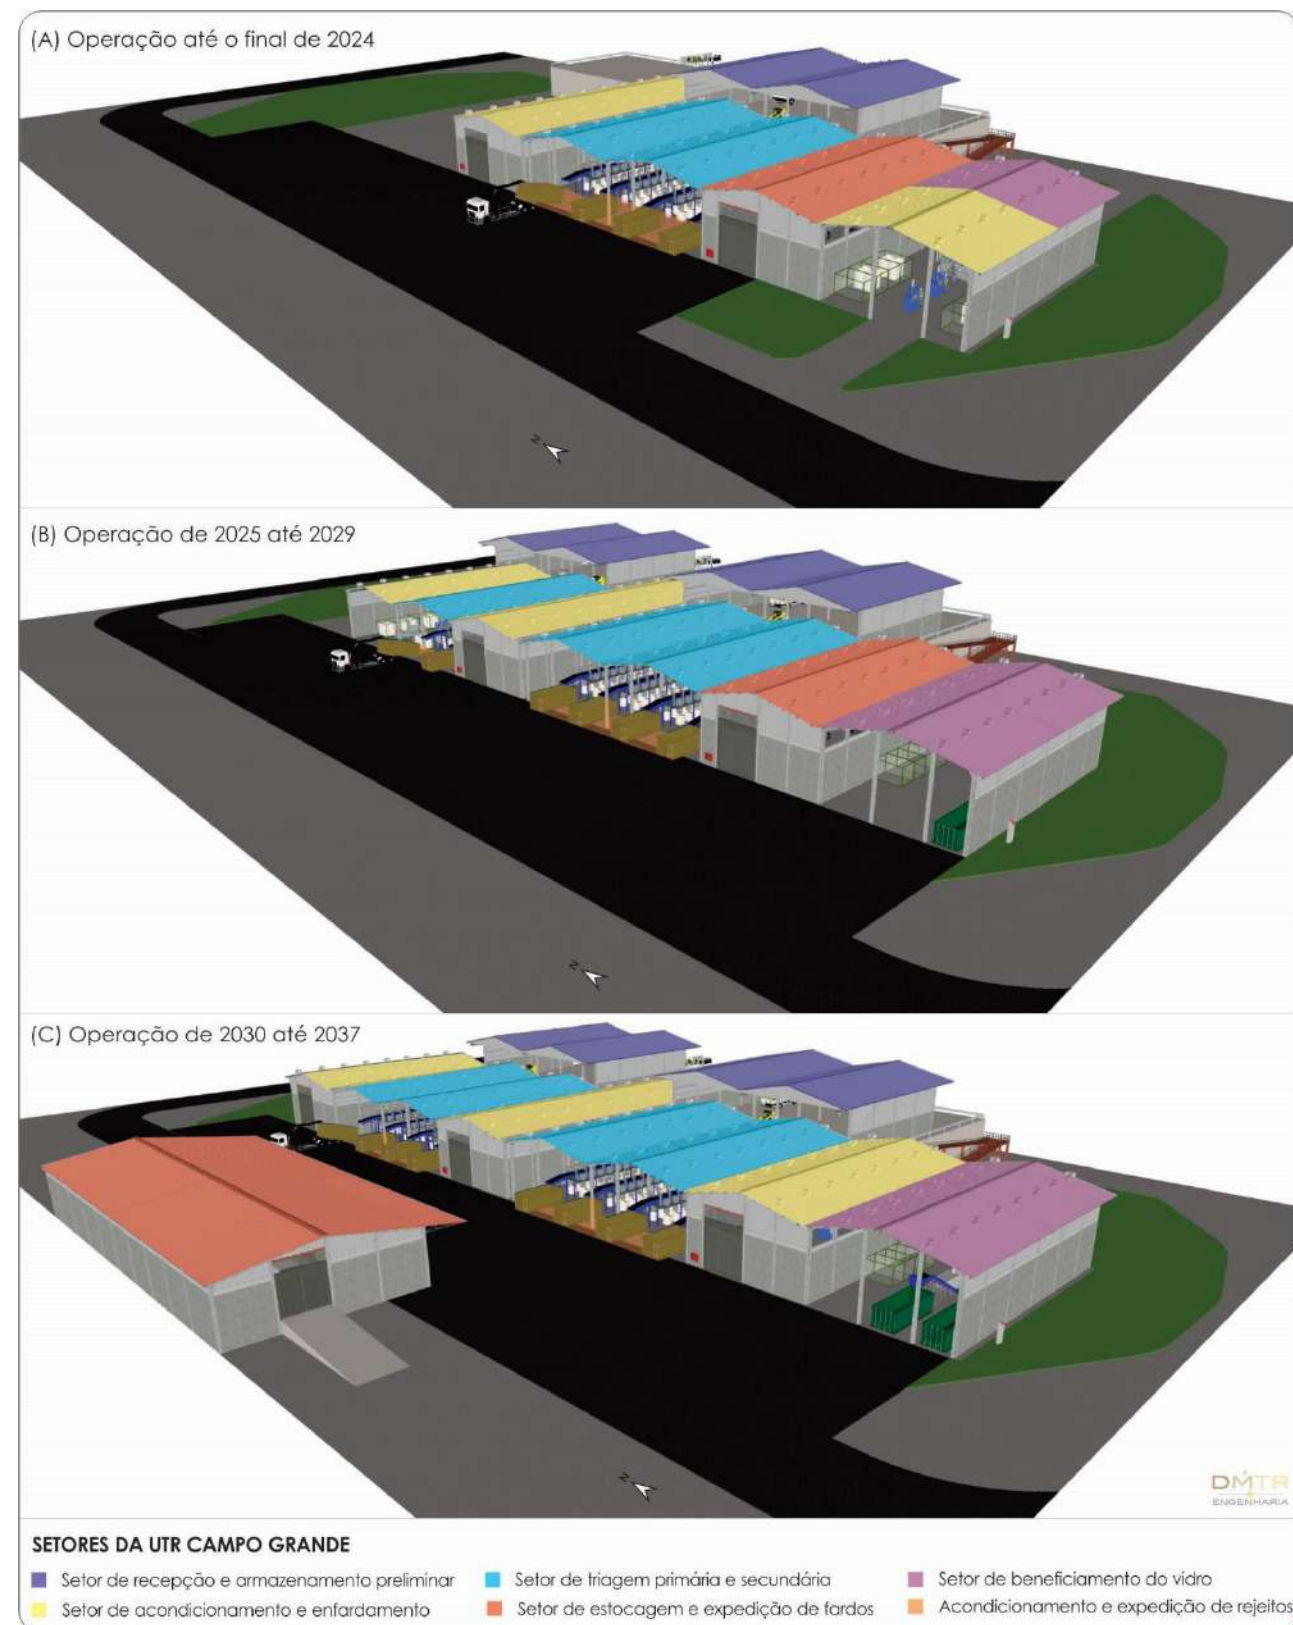 (A) Operação até o final de 2024
N
(B) Operação de 2025 até 2029
N
(C) Operação de 2030 até 2037
N
DMTR
ENGENHARIA
SETORES DA UTR CAMPO GRANDE
Setor de recepção e armazenamento preliminar
Setor de triagem primária e secundária
Setor de beneficiamento do vidro
Setor de acondicionamento e enfardamento
Setor de estocagem e expedição de fardos
Acondicionamento e expedição de rejeitos